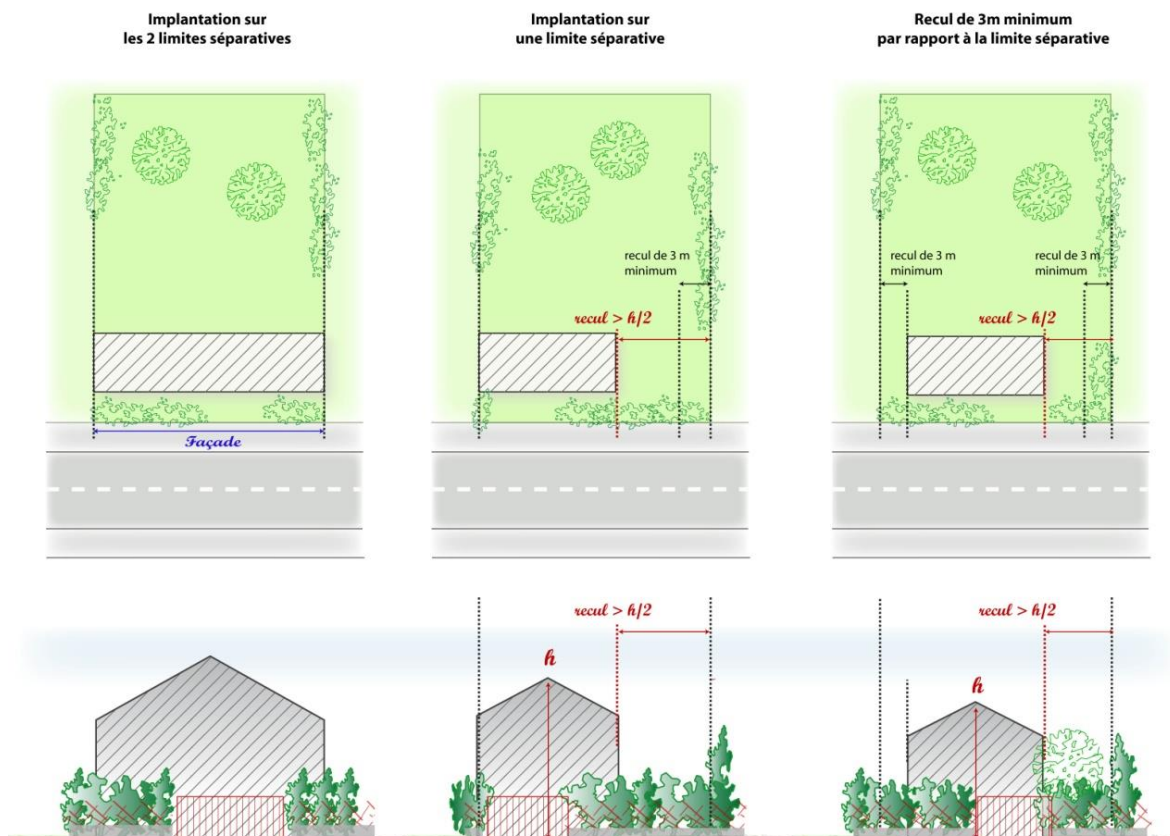 Implantation sur
les 2 limites séparatives
Implantation sur
une limite séparative
Recul de 3m minimum
par rapport à la limite séparative
recul de 3 m
minimum
recul > h/2
recul de 3 m
minimum
recul de 3 m
minimum
recul > h/2
Façade
recul > h/2
h
recul > h/2
h